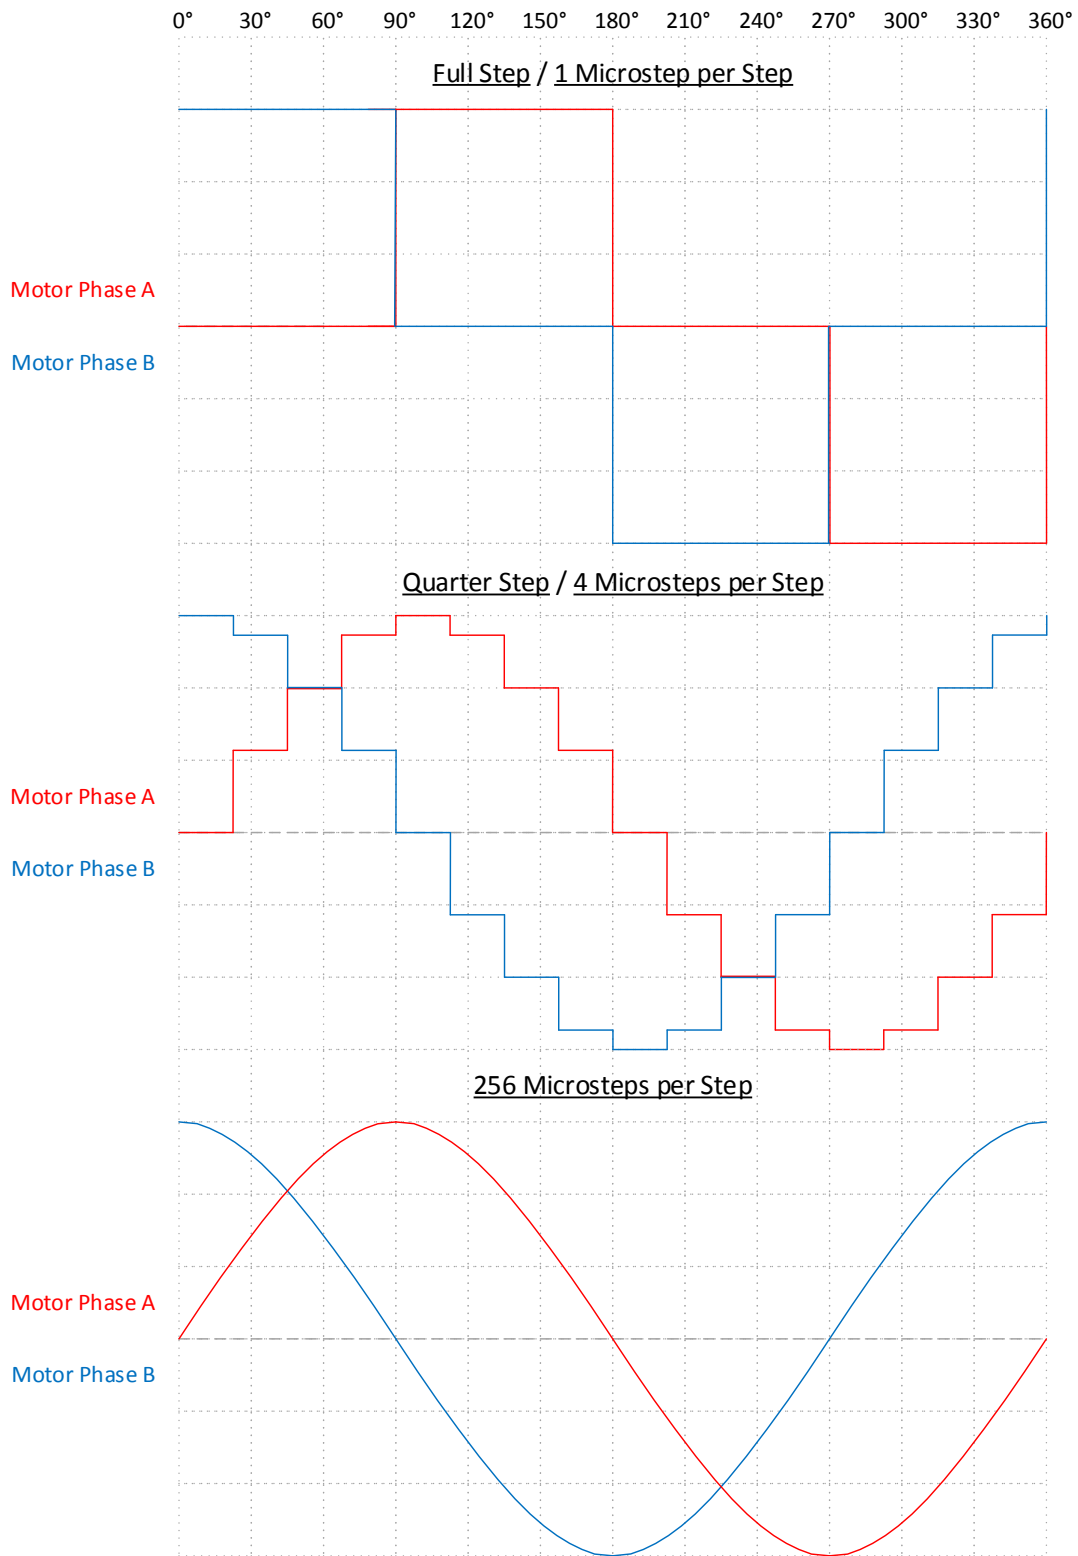 0° 30° 60° 90° 120° 150° 180° 210° 240° 270° 300° 330° 360°
Full Step / 1 Microstep per Step
Motor Phase A
Motor Phase B
Quarter Step / 4 Microsteps per Step
Motor Phase A
Motor Phase B
256 Microsteps per Step
Motor Phase A
Motor Phase B